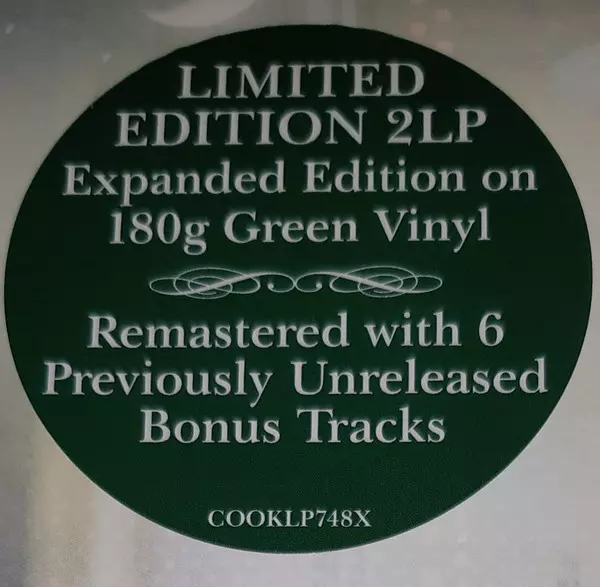 LIMITED
EDITION 2LP
Expanded Edition on
180g Green Vinyl
Remastered with 6
Previously Unreleased
Bonus Tracks
COOKLP748X